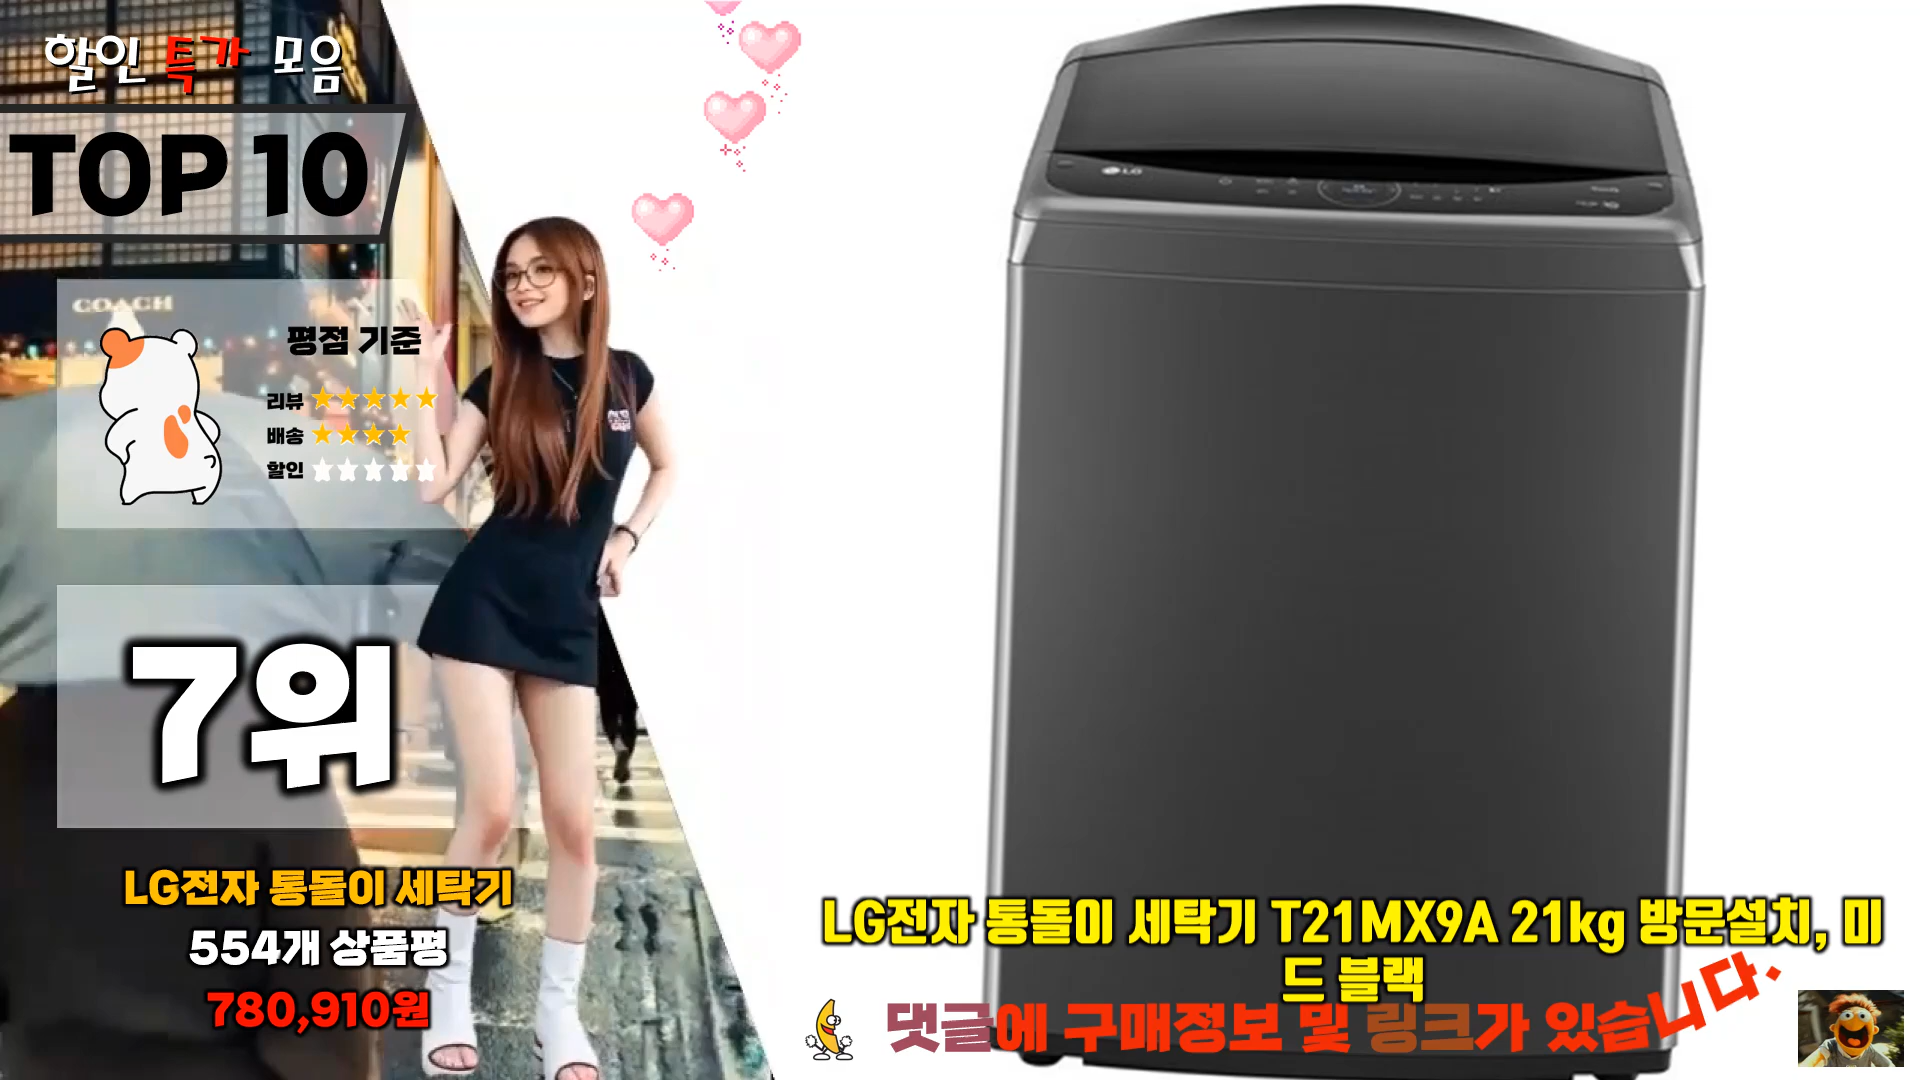 할인 특가 모음
TOP 10
COACH
평점 기준
리뷰
배송
할인
7위
LG전자 통돌이 세탁기
554개 상품평
780,910원
LG
LG전자 통돌이 세탁기 T21MX9A 21kg 방문설치, 미
드 블랙
댓글에 구매정보 및 링크가 있습니다.